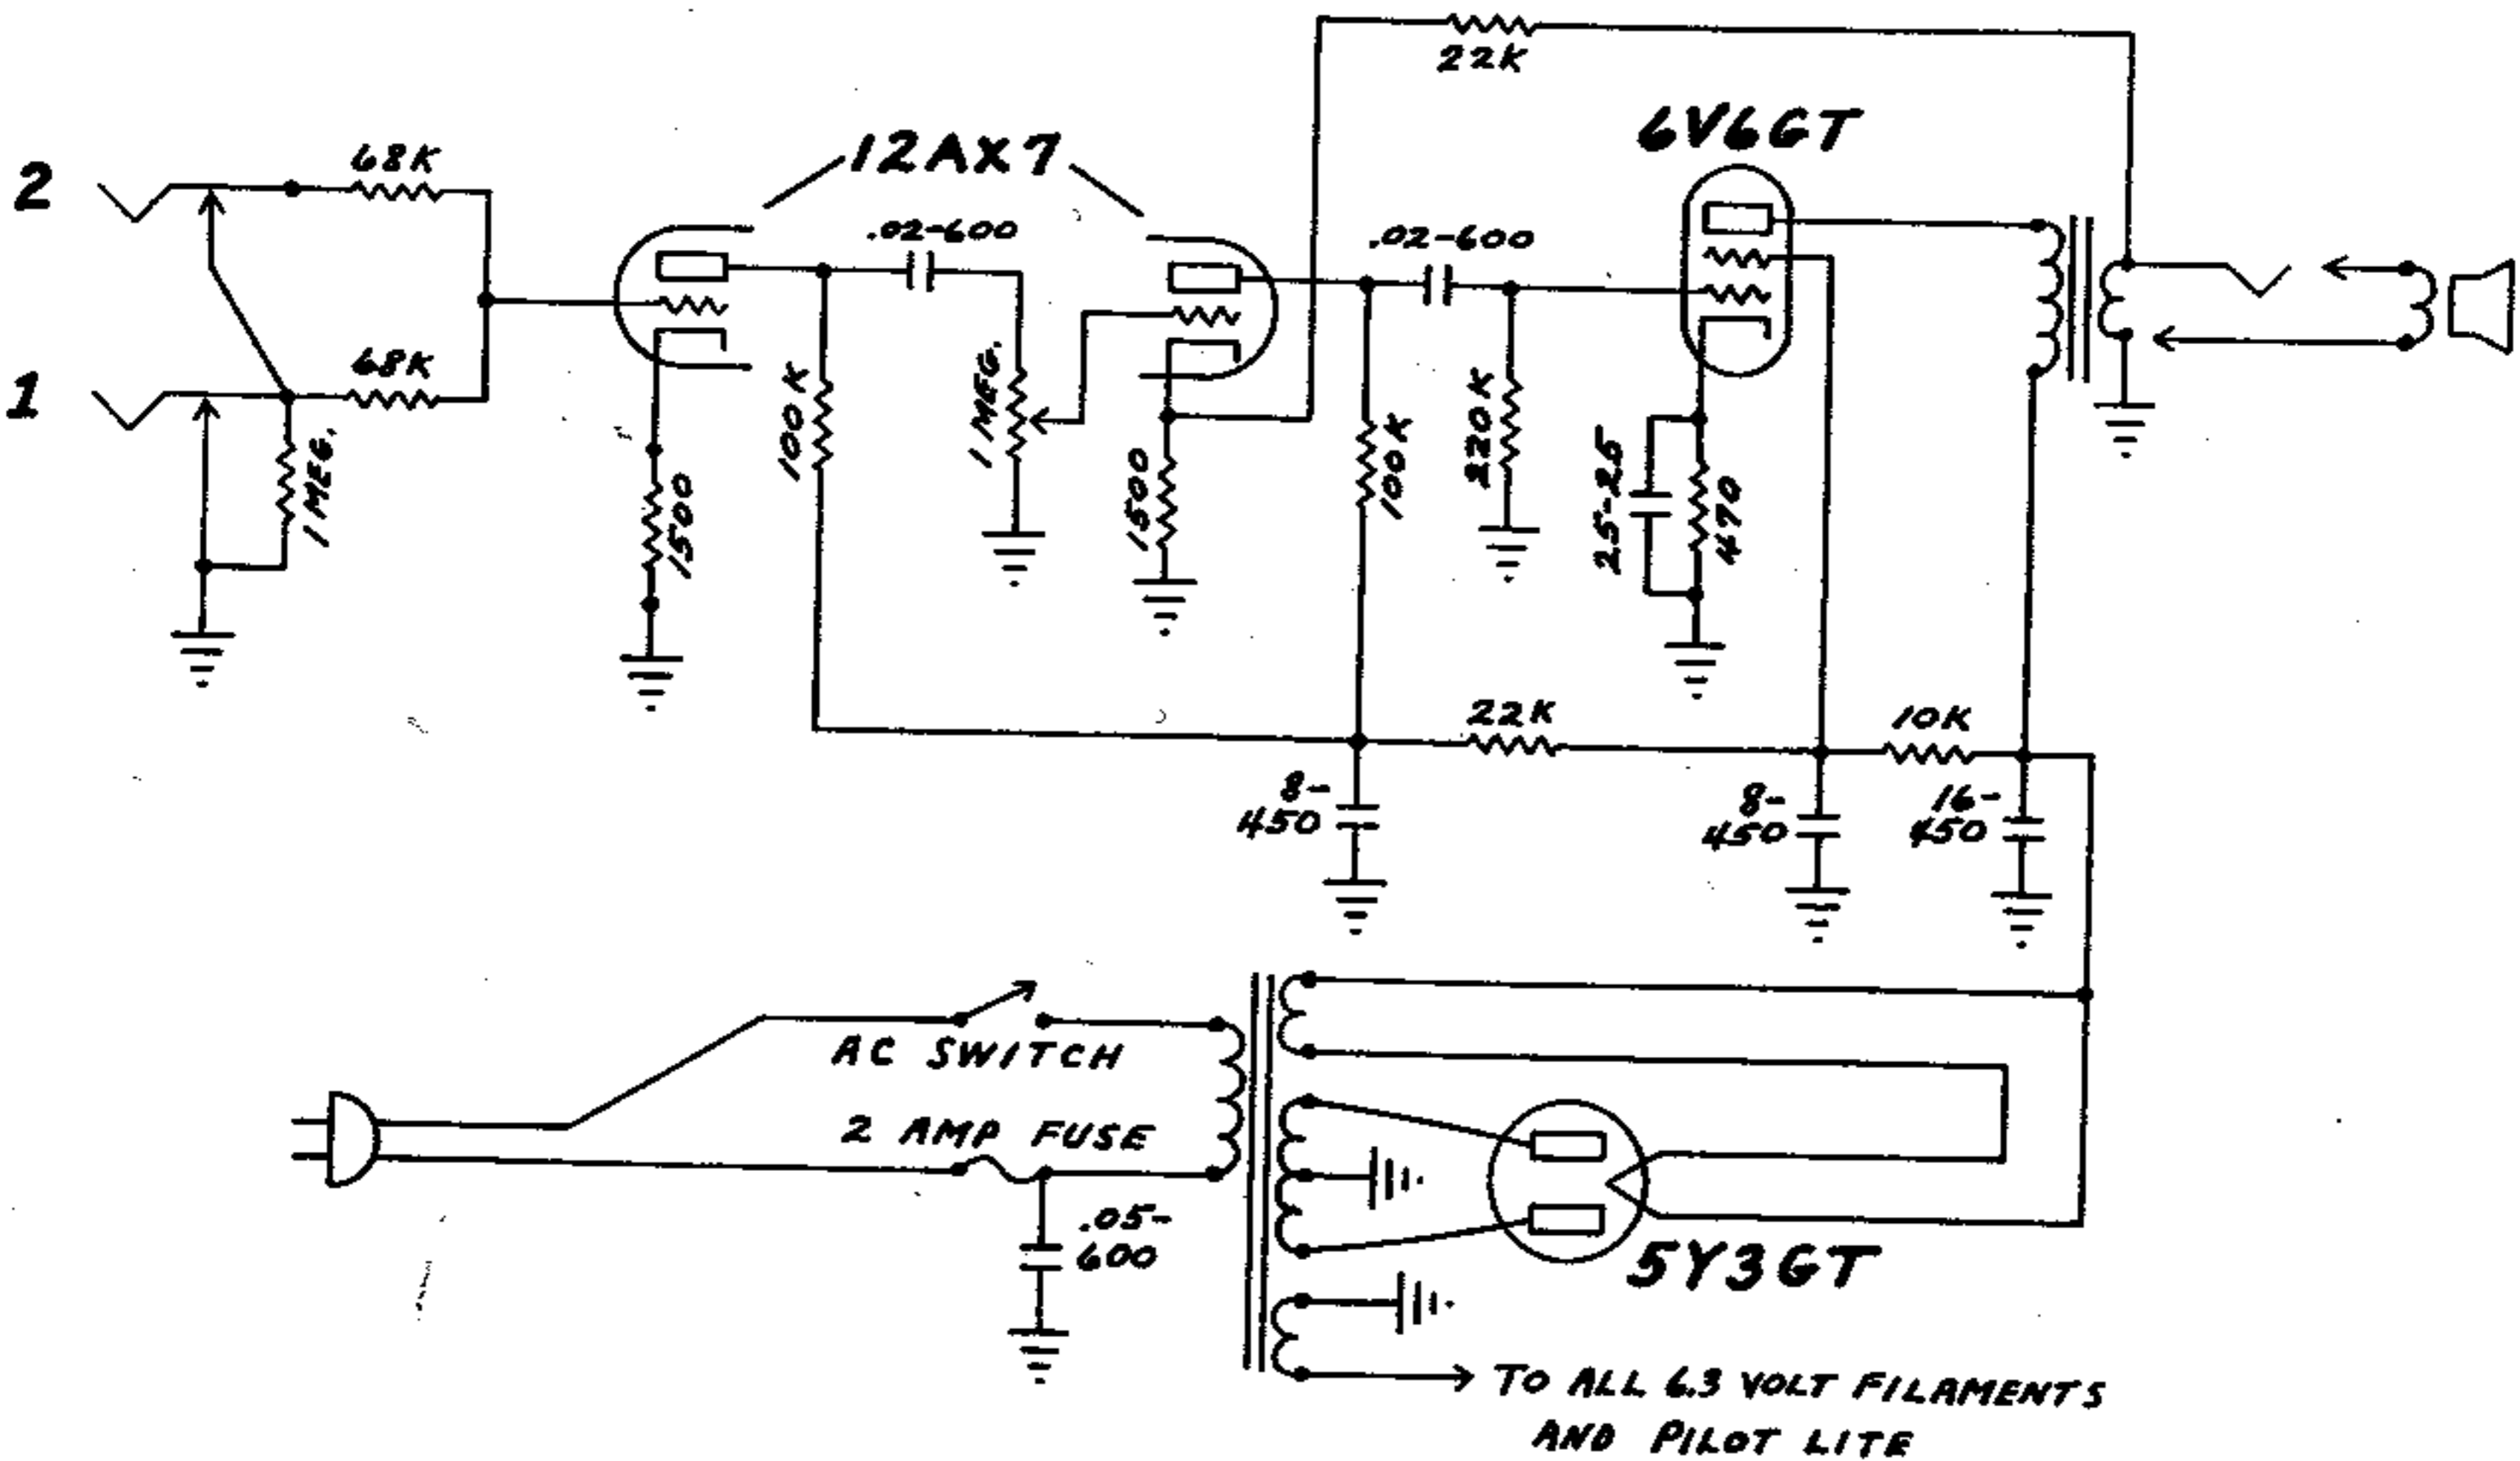 22K
6V6GT
12AX7
2
68K
.02-600
.02-600
1
68K
1 MEG.
1500
100K
1 MEG.
1500
100K
220K
25-25
470
22K
10K
8-
450
8-
450
16-
450
AC SWITCH
2 AMP FUSE
.05-
600
5Y3GT
TO ALL 6.3 VOLT FILAMENTS
AND PILOT LITE